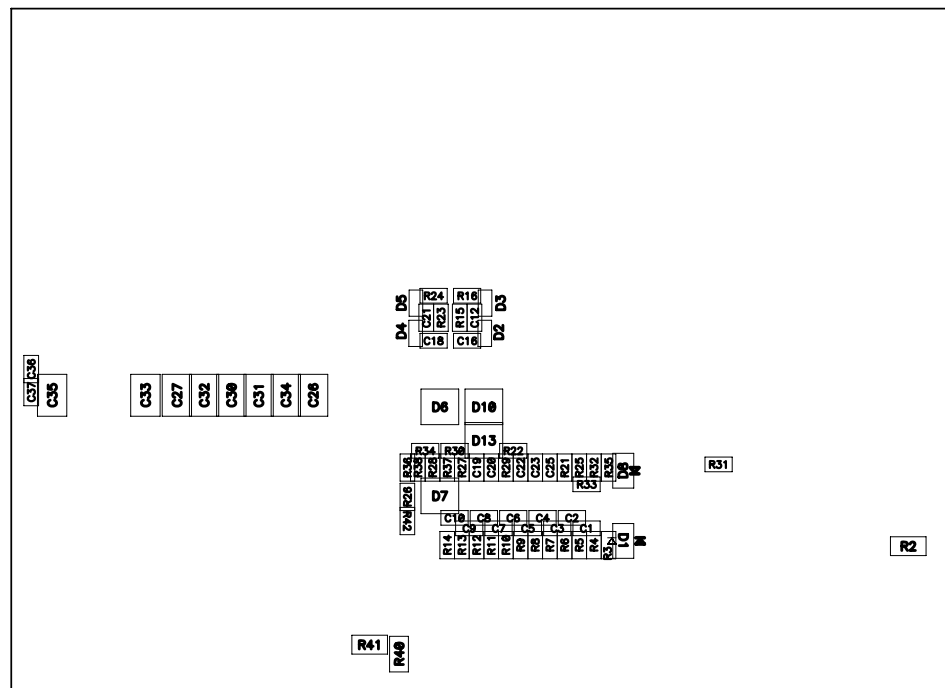 D5 R24 R16 D3
C21 R23 R15 C12
D4 C18 C16 D2
C36
C37 C35 C33 C27 C32 C30 C31 C34 C26
D6 D10
D13
R34 R30 R22
R36 R38 R28 R37 R27 C19 C20 R29 C22 C23 C25 R21 R25 R32 R35 D8 R31
R33
R26 D7
R42 C10 C8 C6 C4 C2
C9 C7 C5 C3 C1
R14 R13 R12 R11 R10 R9 R8 R7 R6 R5 R4 R3 D1 R2
R41 R40